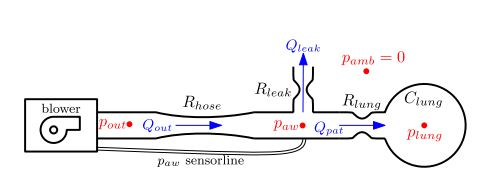 Q_leak
p_amb = 0
R_leak
R_hose
R_lung
C_lung
blower
p_out
Q_out
p_aw
Q_pat
p_lung
p_aw sensorline